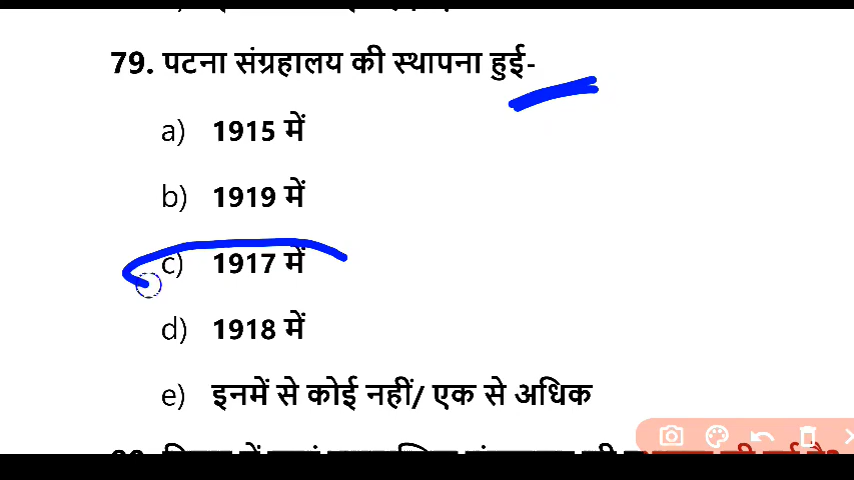 79. पटना संग्रहालय की स्थापना हुई-
a) 1915 में
b) 1919 में
c) 1917 में
d) 1918 में
e) इनमें से कोई नहीं/ एक से अधिक